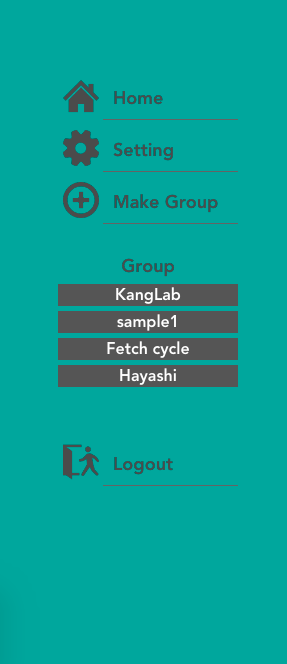 Home
Setting
Make Group
Group
KangLab
sample1
Fetch cycle
Hayashi
Logout